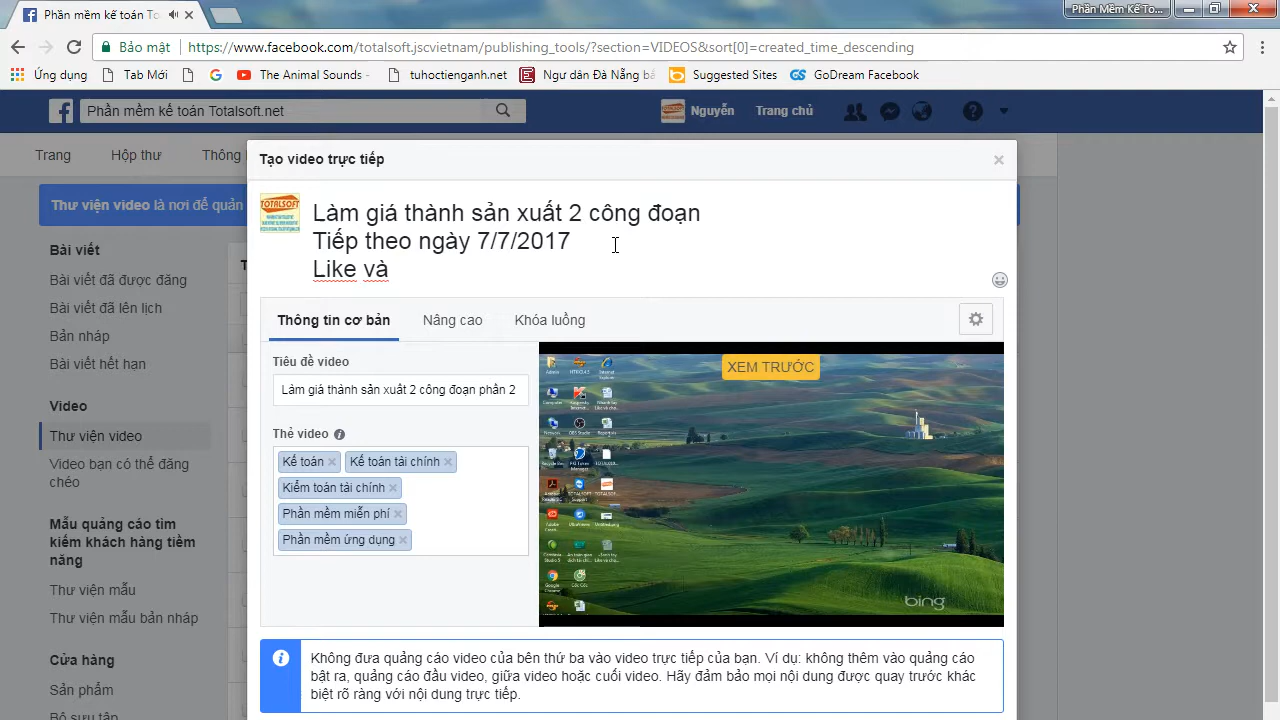 Phần mềm kế toán To
Phần Mềm Kế To...
Bảo mật
https://www.facebook.com/totalsoft.jscvietnam/publishing_tools/?section=VIDEOS&sort[0]=created_time_descending
Ứng dụng
Tab Mới
The Animal Sounds -
tuhoctienganh.net
Ngư dân Đà Nẵng bắ
Suggested Sites
GoDream Facebook
Phần mềm kế toán Totalsoft.net
Nguyễn
Trang chủ
Trang
Hộp thư
Thông
Tạo video trực tiếp
Thư viện video là nơi để quản
TOTALSOFT
Làm giá thành sản xuất 2 công đoạn
Tiếp theo ngày 7/7/2017
Like và
Bài viết
Bài viết đã được đăng
Bài viết đã lên lịch
Bản nháp
Bài viết hết hạn
Video
Thư viện video
Video bạn có thể đăng
chéo
Mẫu quảng cáo tìm
kiếm khách hàng tiềm
năng
Thư viện mẫu
Thư viện mẫu bản nháp
Cửa hàng
Sản phẩm
Bộ sưu tập
Thông tin cơ bản
Nâng cao
Khóa luồng
Tiêu đề video
Làm giá thành sản xuất 2 công đoạn phần 2
Thẻ video
Kế toán
Kế toán tài chính
Kiểm toán tài chính
Phần mềm miễn phí
Phần mềm ứng dụng
XEM TRƯỚC
bing
Không đưa quảng cáo video của bên thứ ba vào video trực tiếp của bạn. Ví dụ: không thêm vào quảng cáo
bật ra, quảng cáo đầu video, giữa video hoặc cuối video. Hãy đảm bảo mọi nội dung được quay trước khác
biệt rõ ràng với nội dung trực tiếp.